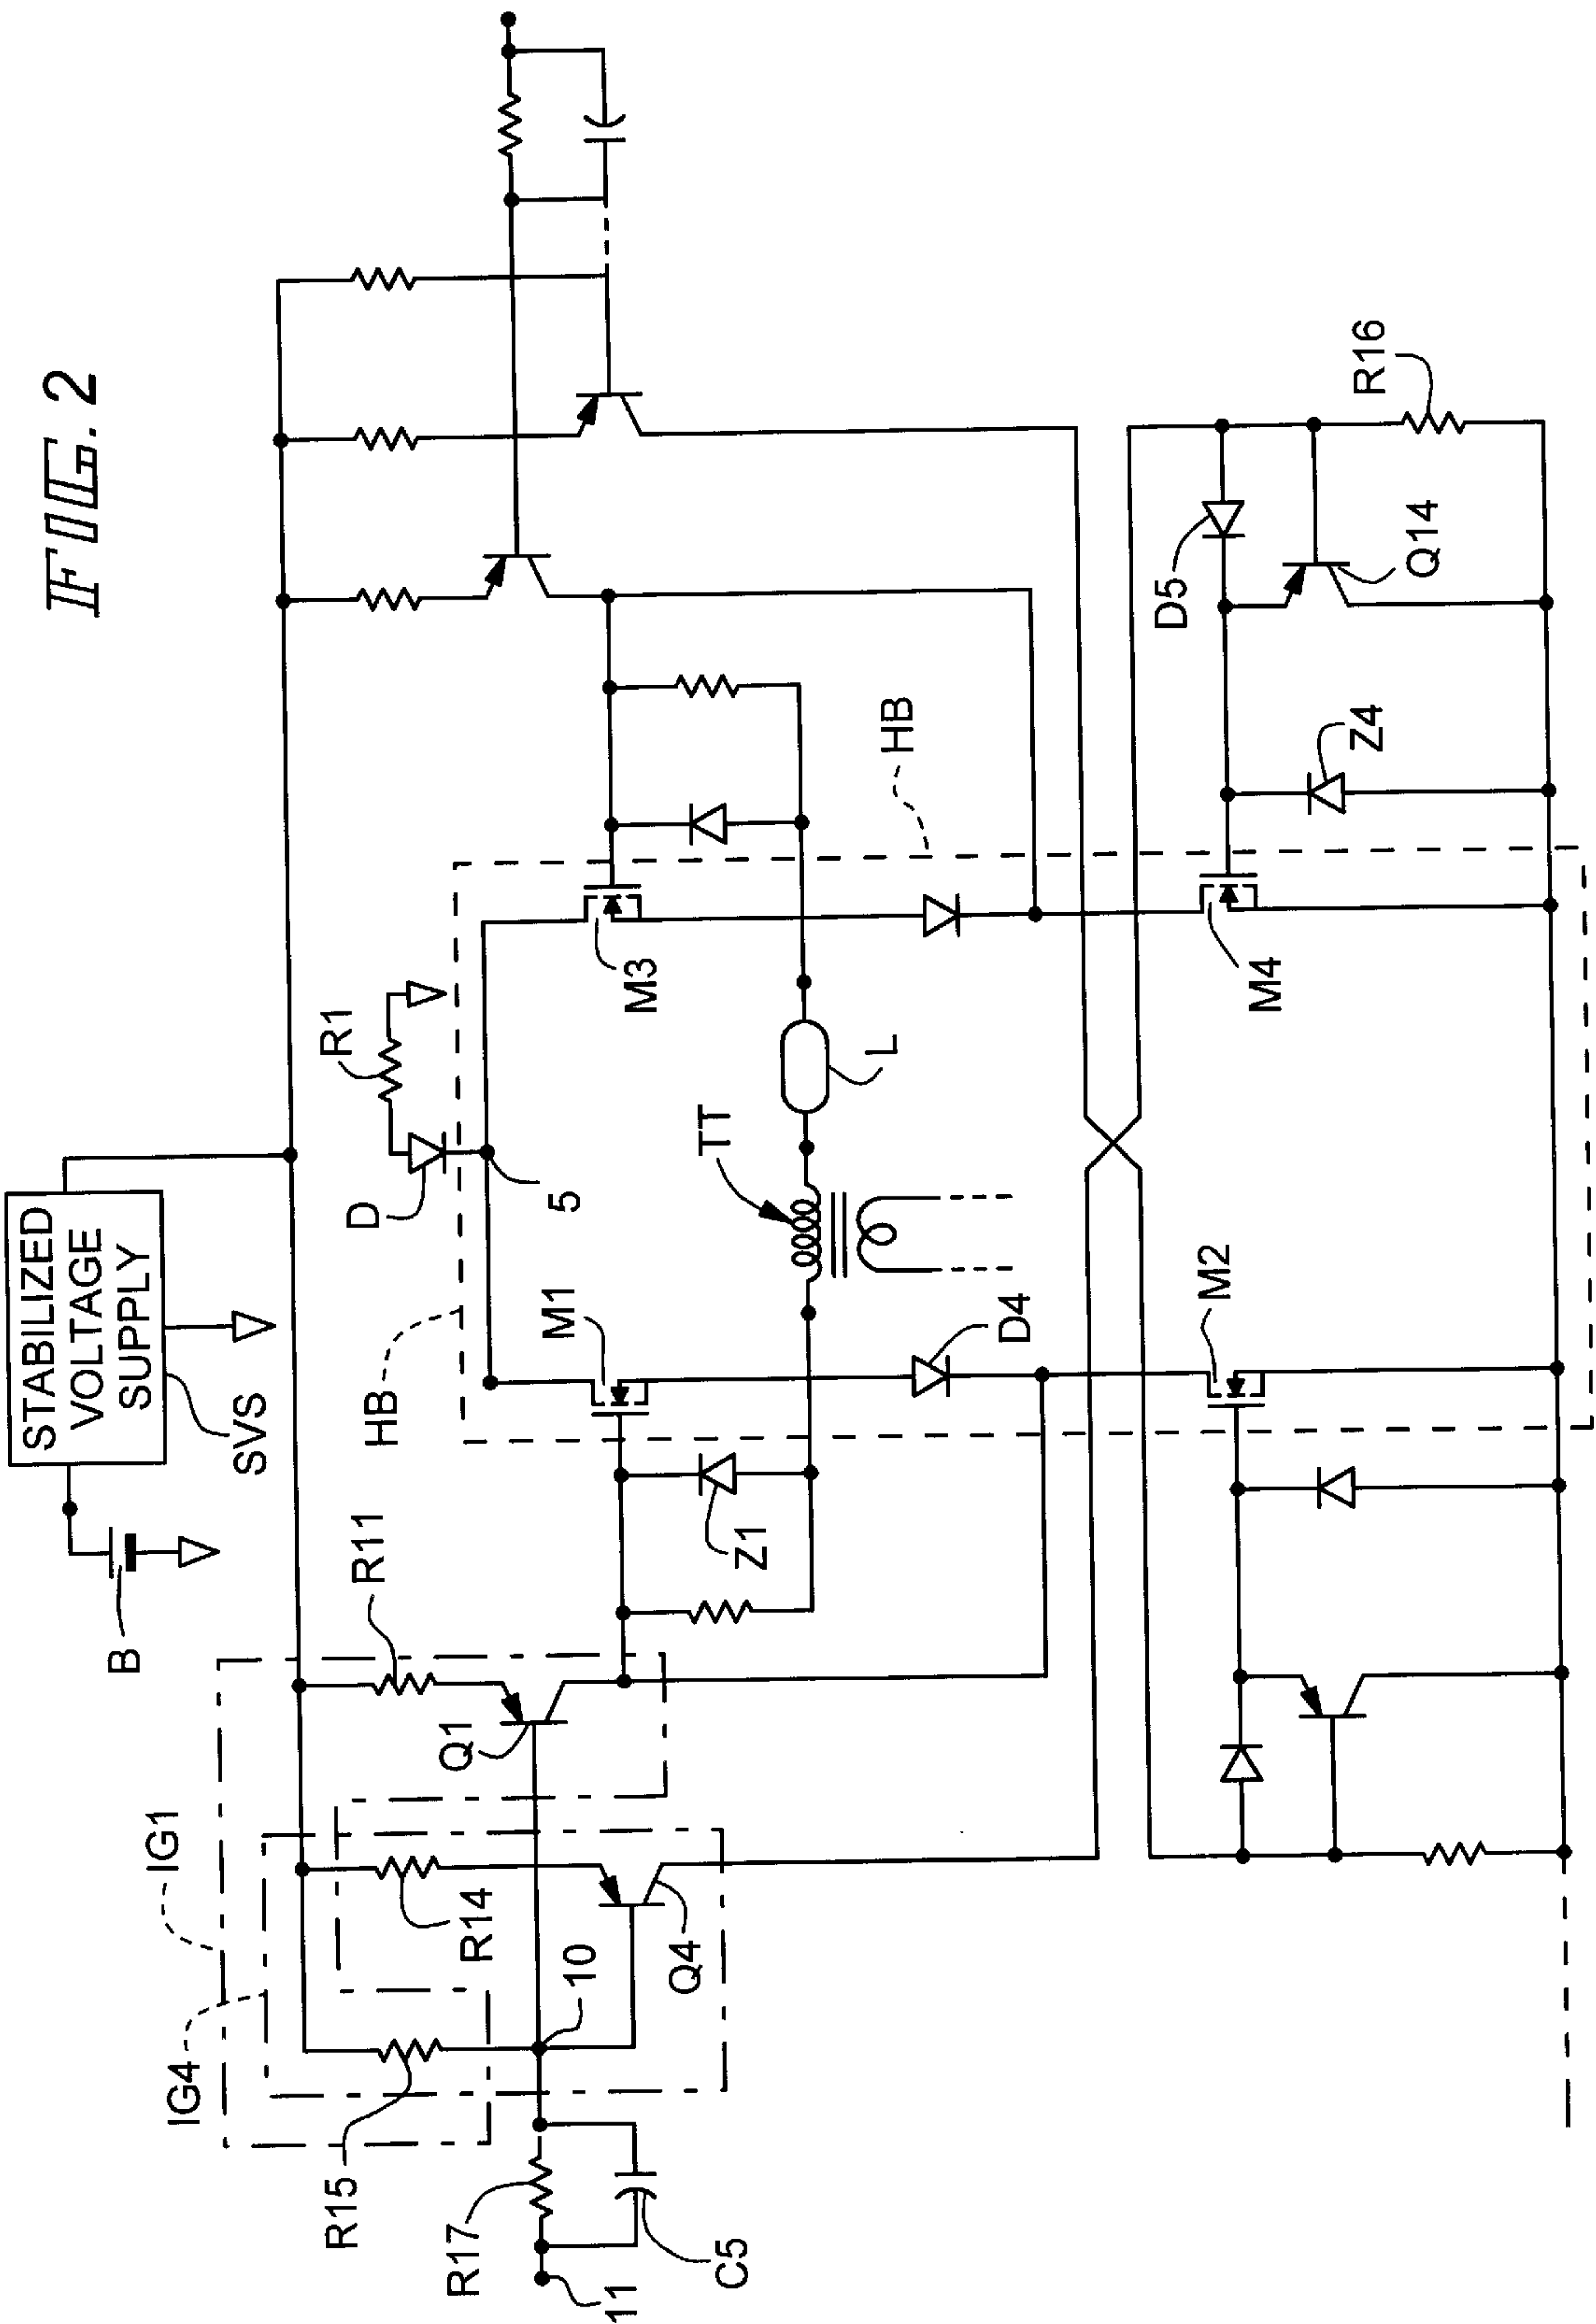 FIG. 2
STABILIZED
VOLTAGE
SUPPLY
SVS
B
R1
D
5
HB
HB
IG1
IG4
R15
R14
R11
Q1
Q4
10
R17
C5
11
M1
Z1
D4
TT
L
M3
M2
M4
Z4
D5
Q14
R16